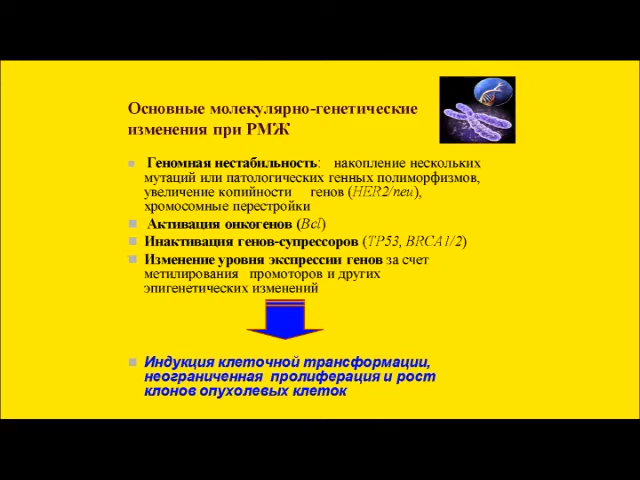 Основные молекулярно-генетические
изменения при РМЖ
Геномная нестабильность: накопление нескольких
мутаций или патологических генных полиморфизмов,
увеличение копийности генов (HER2/neu),
хромосомные перестройки
Активация онкогенов (Bcl)
Инактивация генов-супрессоров (TP53, BRCA1/2)
Изменение уровня экспрессии генов за счет
метилирования промоторов и других
эпигенетических изменений
Индукция клеточной трансформации,
неограниченная пролиферация и рост
клонов опухолевых клеток